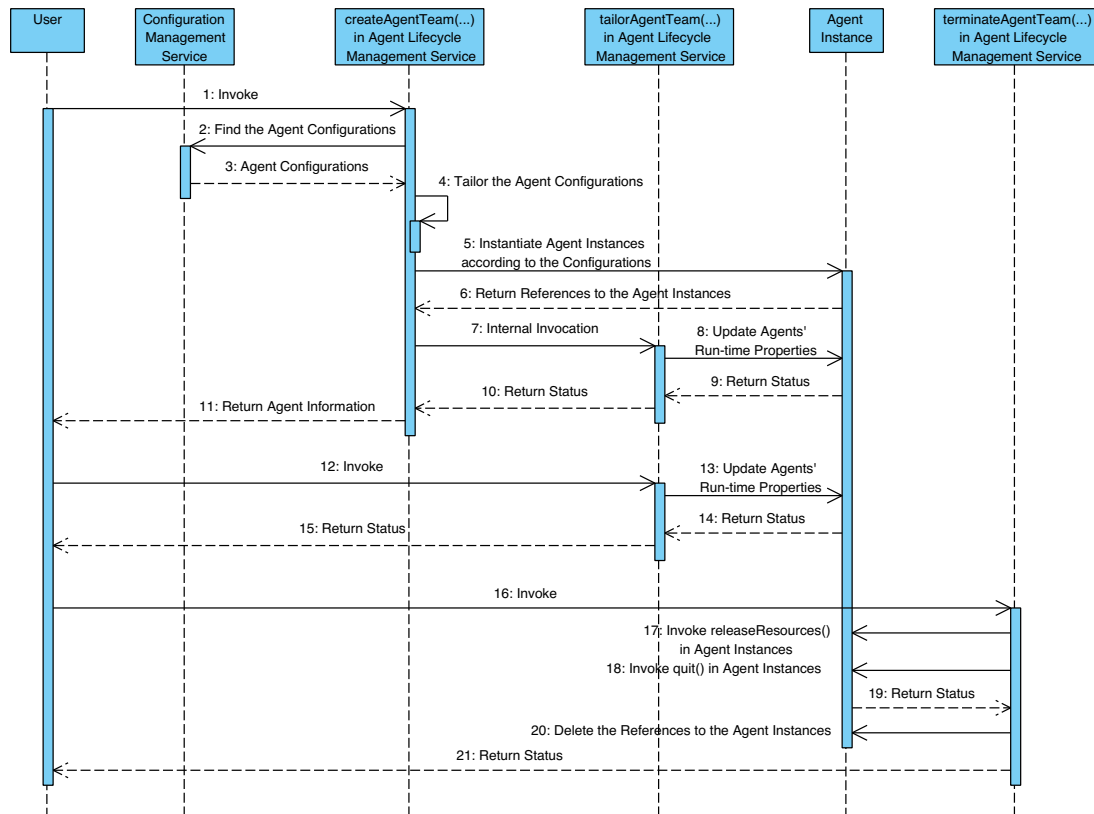 User
Configuration
Management
Service
createAgentTeam(...)
in Agent Lifecycle
Management Service
tailorAgentTeam(...)
in Agent Lifecycle
Management Service
Agent
Instance
terminateAgentTeam(...)
in Agent Lifecycle
Management Service
1: Invoke
2: Find the Agent Configurations
3: Agent Configurations
4: Tailor the Agent Configurations
5: Instantiate Agent Instances
according to the Configurations
6: Return References to the Agent Instances
7: Internal Invocation
8: Update Agents'
Run-time Properties
9: Return Status
10: Return Status
11: Return Agent Information
12: Invoke
13: Update Agents'
Run-time Properties
14: Return Status
15: Return Status
16: Invoke
17: Invoke releaseResources()
in Agent Instances
18: Invoke quit() in Agent Instances
19: Return Status
20: Delete the References to the Agent Instances
21: Return Status